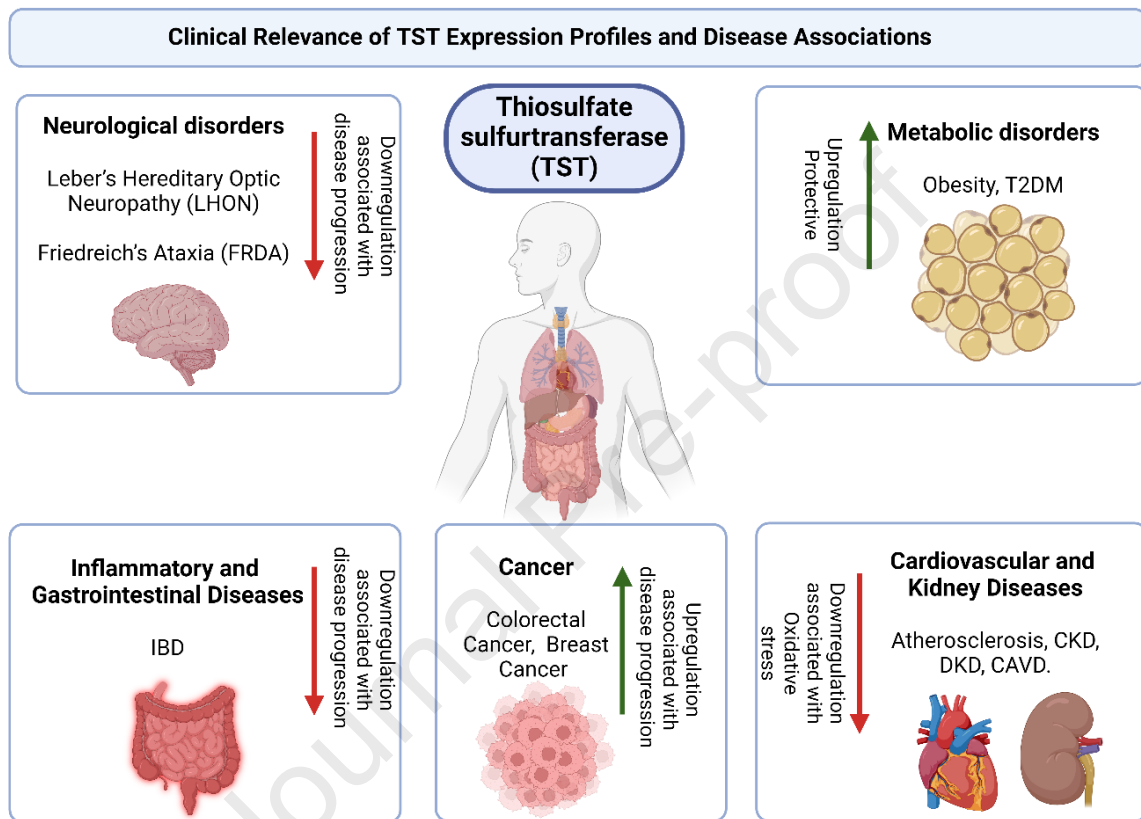 Clinical Relevance of TST Expression Profiles and Disease Associations
Neurological disorders
Leber's Hereditary Optic
Neuropathy (LHON)
Friedreich's Ataxia (FRDA)
Downregulation
associated with
disease progression
Thiosulfate
sulfurtransferase
(TST)
Upregulation
Protective
Metabolic disorders
Obesity, T2DM
Inflammatory and
Gastrointestinal Diseases
IBD
Downregulation
associated with
disease progression
Cancer
Colorectal
Cancer, Breast
Cancer
Upregulation
associated with
disease progression
Downregulation
associated with
Oxidative
stress
Cardiovascular and
Kidney Diseases
Atherosclerosis, CKD,
DKD, CAVD.
Journal Pre-proof